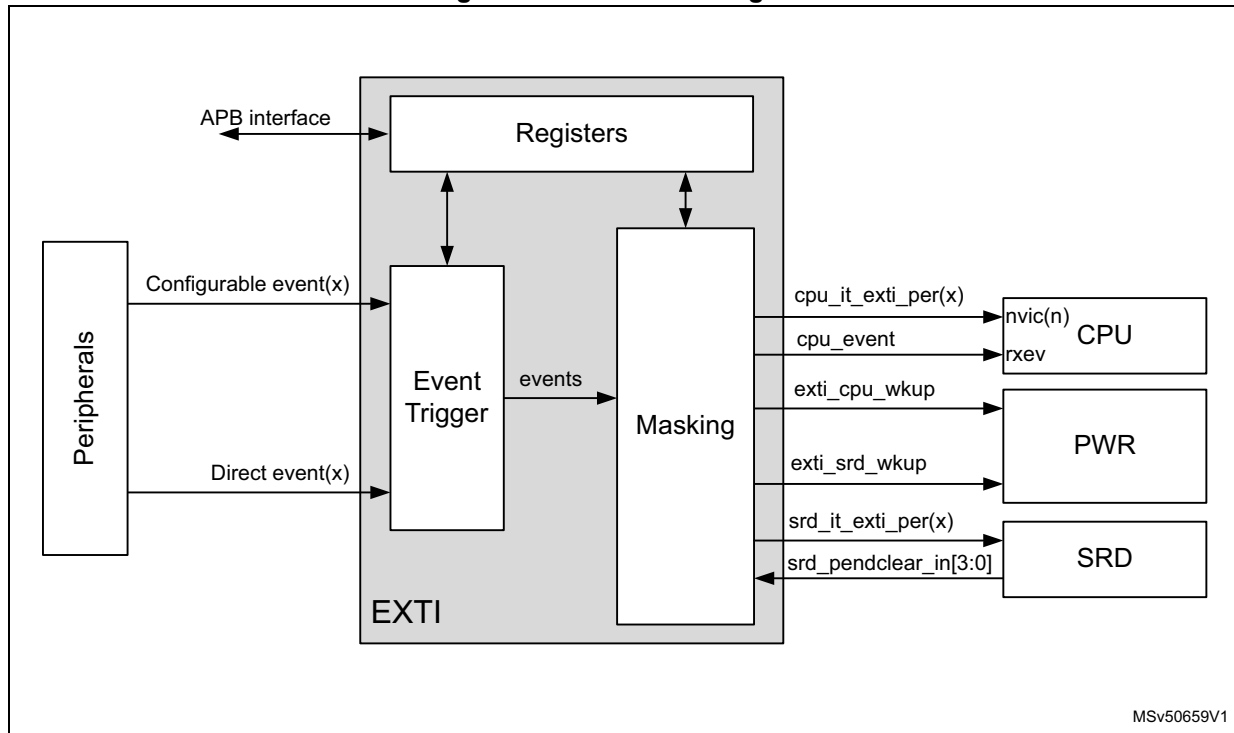 APB interface
Registers
Peripherals
Configurable event(x)
Direct event(x)
Event
Trigger
events
Masking
EXTI
cpu_it_exti_per(x)
cpu_event
exti_cpu_wkup
exti_srd_wkup
srd_it_exti_per(x)
srd_pendclear_in[3:0]
nvic(n)
rxev
CPU
PWR
SRD
MSv50659V1